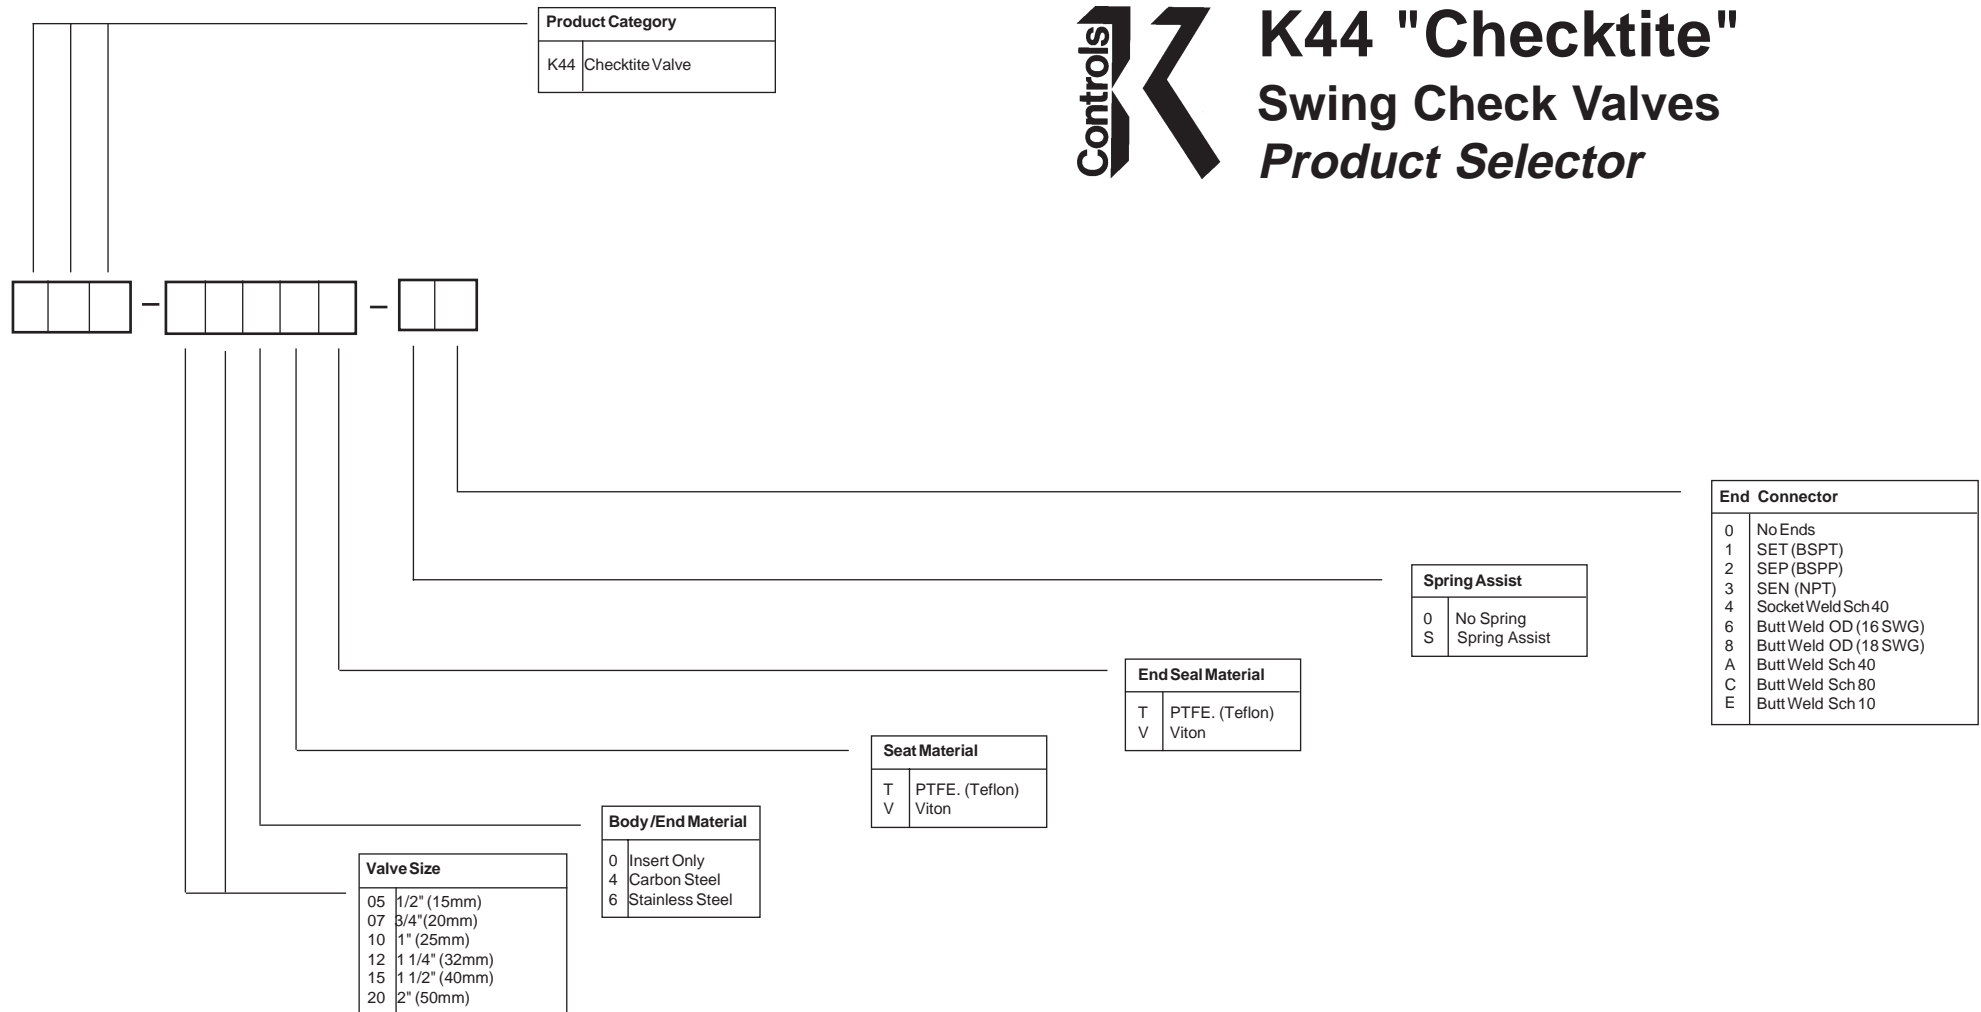 Product Category
K44 Checktite Valve
Controls
K
K44 "Checktite"
Swing Check Valves
Product Selector
– –
End Connector
0 No Ends
1 SET (BSPT)
2 SEP (BSPP)
3 SEN (NPT)
4 Socket Weld Sch 40
6 Butt Weld OD (16 SWG)
8 Butt Weld OD (18 SWG)
A Butt Weld Sch 40
C Butt Weld Sch 80
E Butt Weld Sch 10
Spring Assist
0 No Spring
S Spring Assist
End Seal Material
T PTFE. (Teflon)
V Viton
Seat Material
T PTFE. (Teflon)
V Viton
Body /End Material
0 Insert Only
4 Carbon Steel
6 Stainless Steel
Valve Size
05 1/2" (15mm)
07 3/4" (20mm)
10 1" (25mm)
12 1 1/4" (32mm)
15 1 1/2" (40mm)
20 2" (50mm)